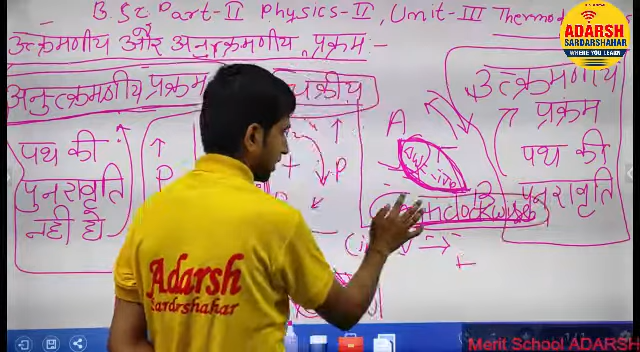 B.Sc Part-II Physics-II, Unit-III Thermo
उत्क्रमणीय और अनुत्क्रमणीय प्रक्रम :-
अनुत्क्रमणीय प्रक्रम
चक्रीय
पथ की
पुनरावृति
नहीं हो
P
+
P
A
उत्क्रमणीय
प्रक्रम
पथ की
पुनरावृति
+
ADARSH
SARDARSHAHAR
WHERE YOU LEARN
Adarsh
Sardarshahar
Merit School ADARSH